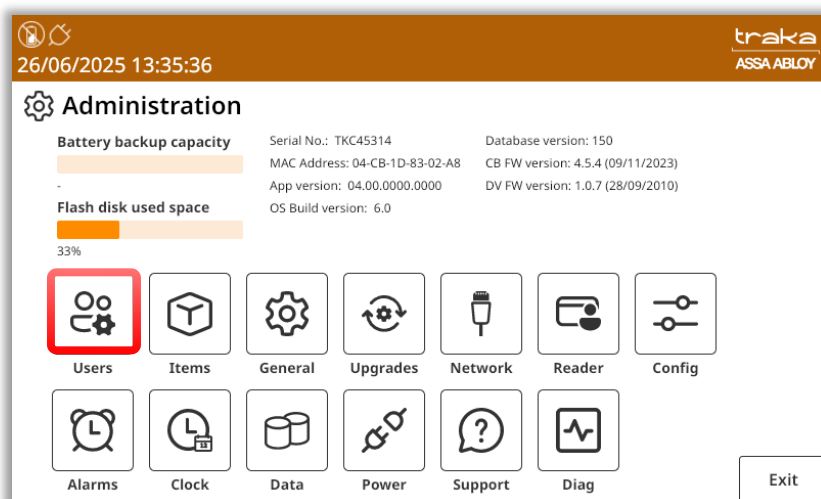 traka
26/06/2025 13:35:36
ASSA ABLOY
Administration
Battery backup capacity
-
Flash disk used space
33%
Serial No.: TKC45314
MAC Address: 04-CB-1D-83-02-A8
App version: 04.00.0000.0000
OS Build version: 6.0
Database version: 150
CB FW version: 4.5.4 (09/11/2023)
DV FW version: 1.0.7 (28/09/2010)
Users
Items
General
Upgrades
Network
Reader
Config
Alarms
Clock
Data
Power
Support
Diag
Exit